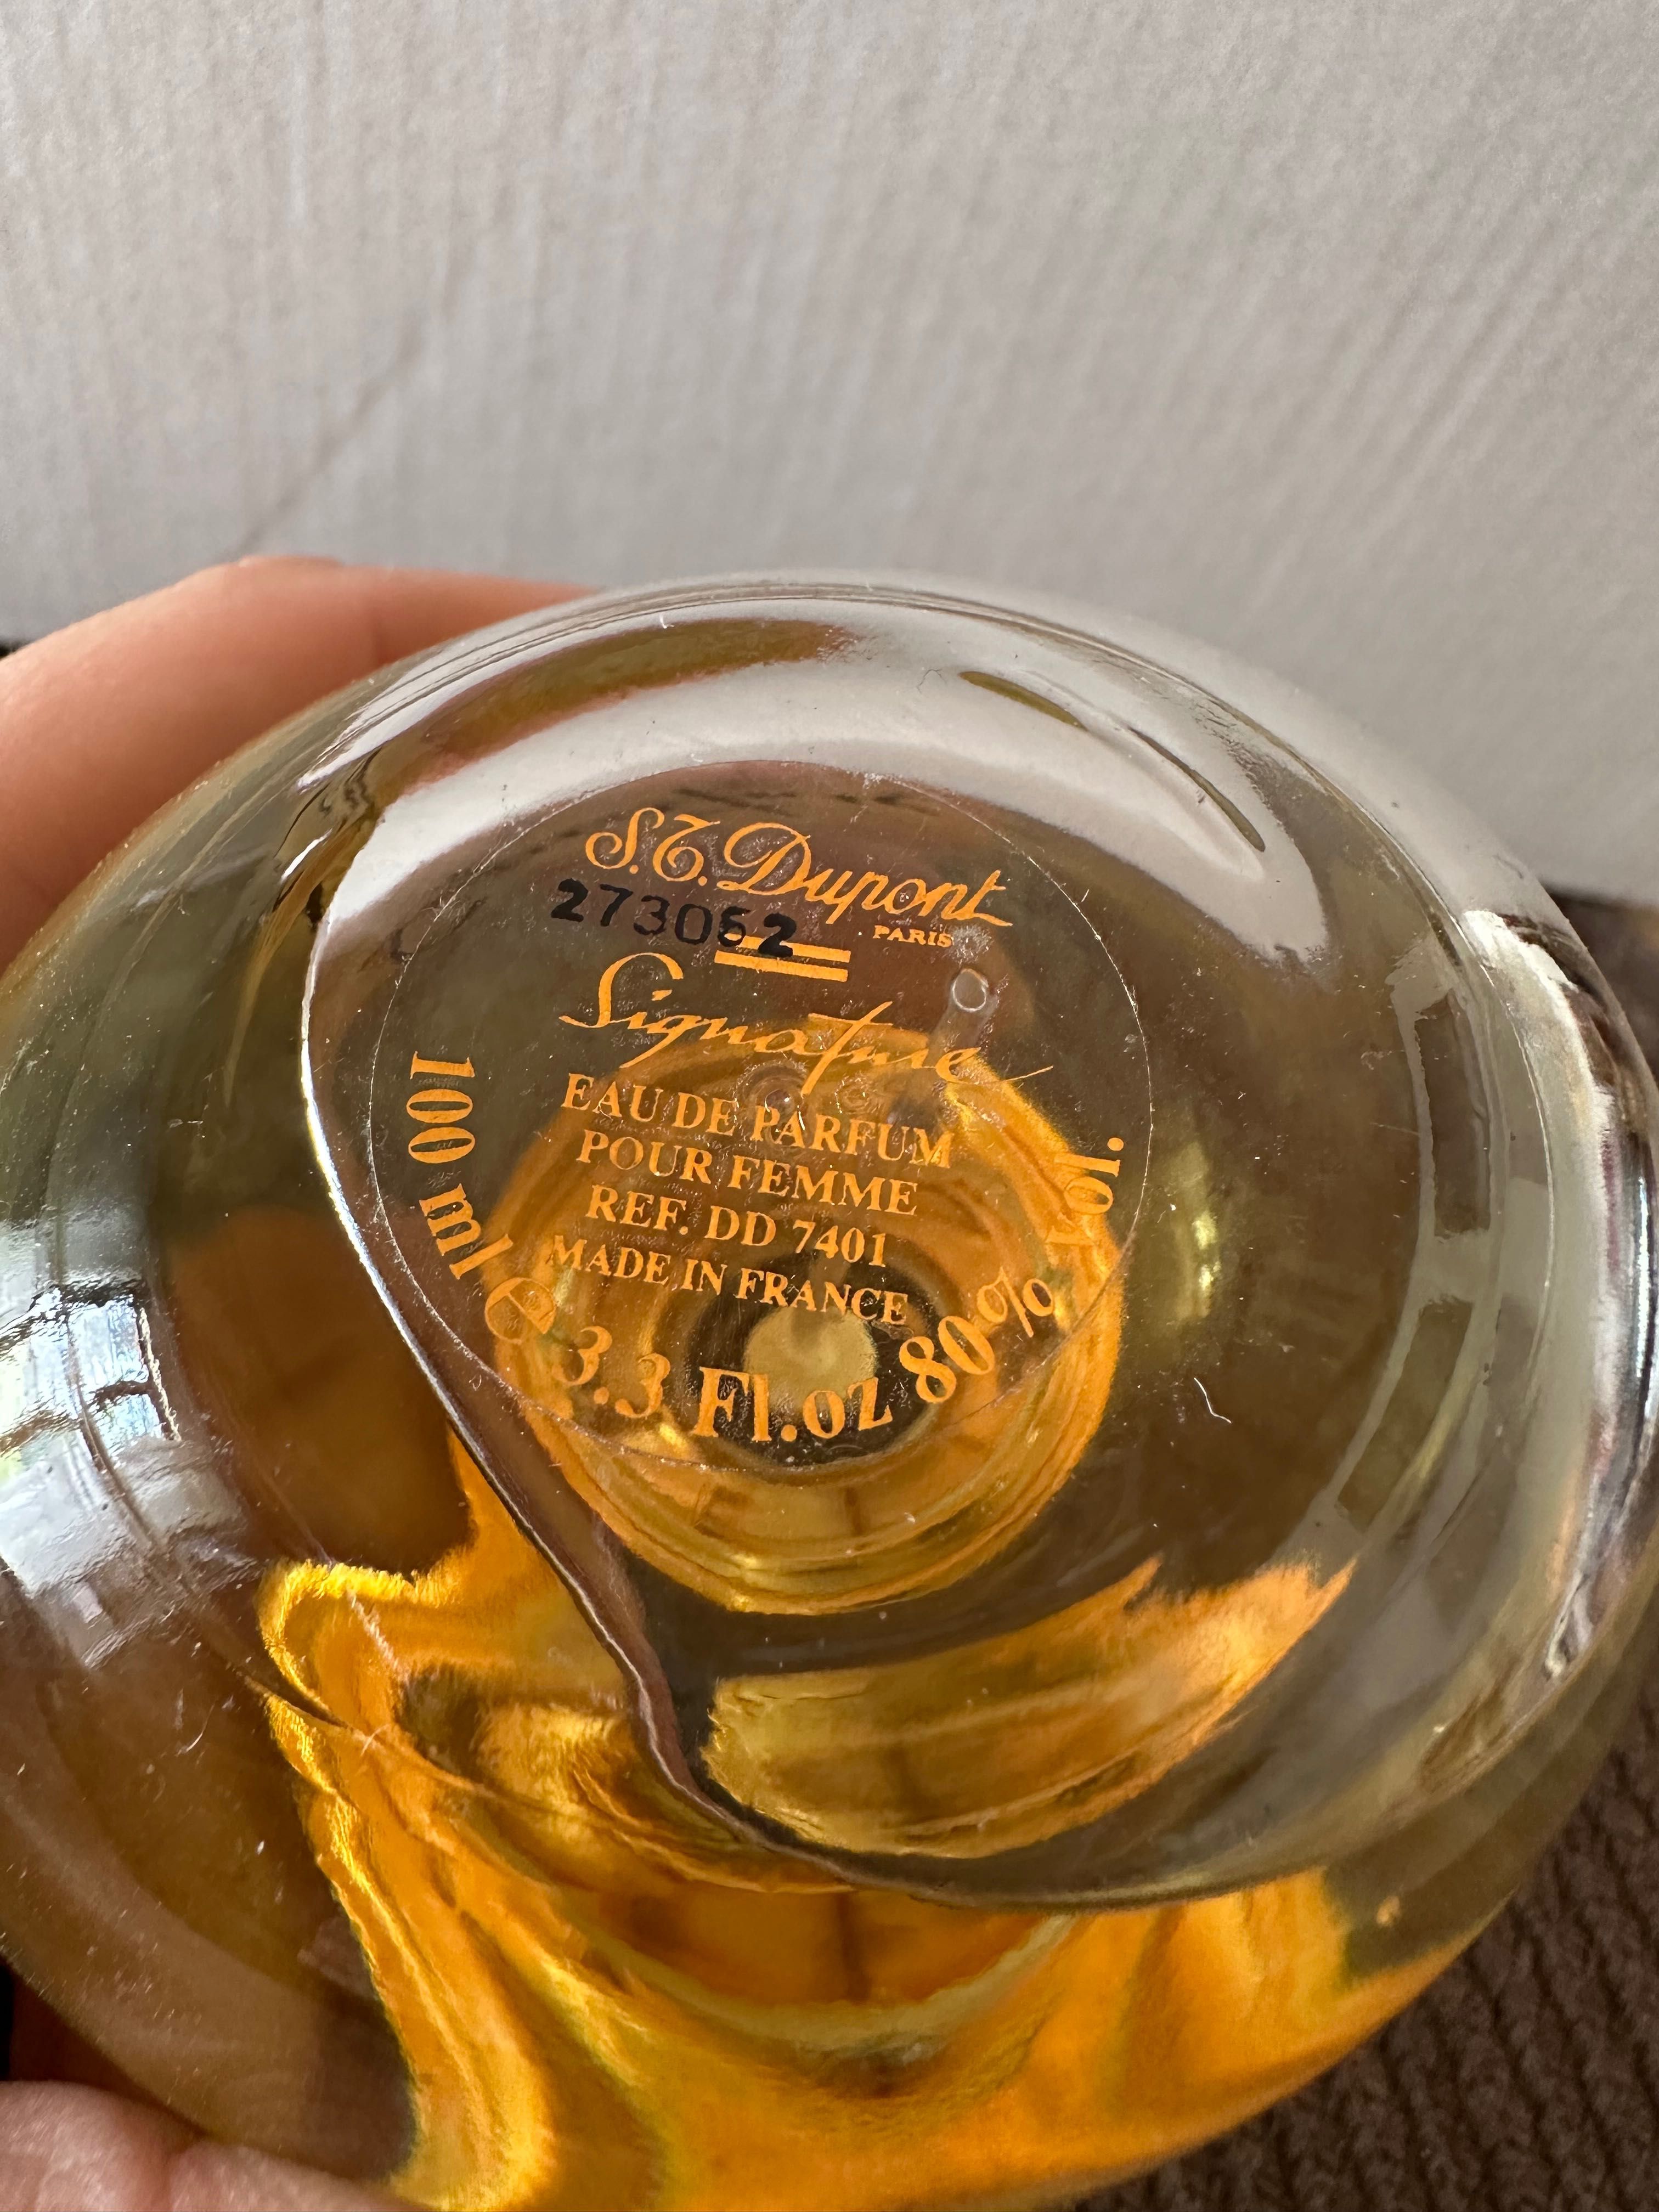 S.T. Dupont
PARIS
273052
Signature
EAU DE PARFUM
POUR FEMME
REF. DD 7401
MADE IN FRANCE
100 ml e 3.3 Fl.oz 80% vol.